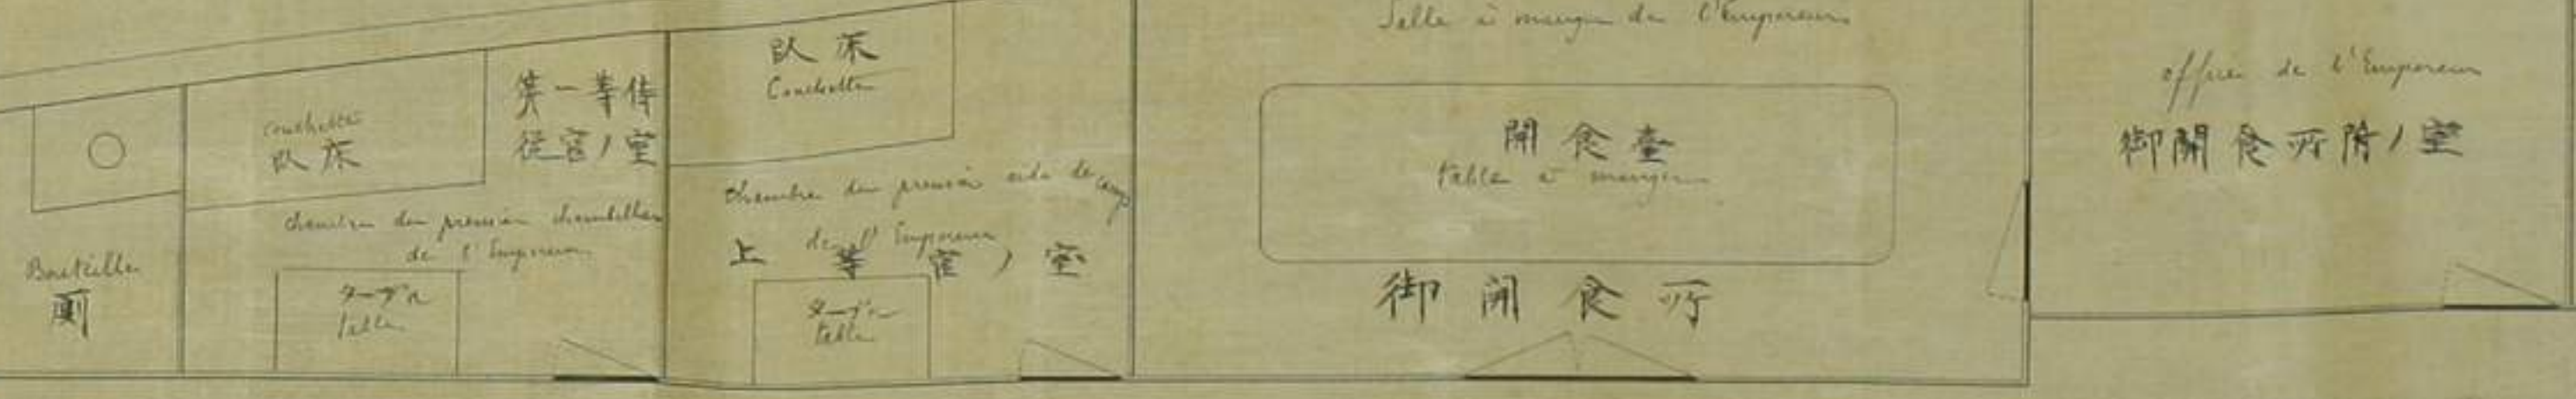 Bouteille
厠
couchette
臥床
第一等侍
従官ノ室
chambre du premier chambellan
de l'Empereur
ターブル
table
臥床
Couchette
chambre du premier aide de camp
de l'Empereur
上等官ノ室
ターブル
table
Salle à manger de l'Empereur
開食臺
table à manger
御開食所
office de l'Empereur
御開食所附ノ室